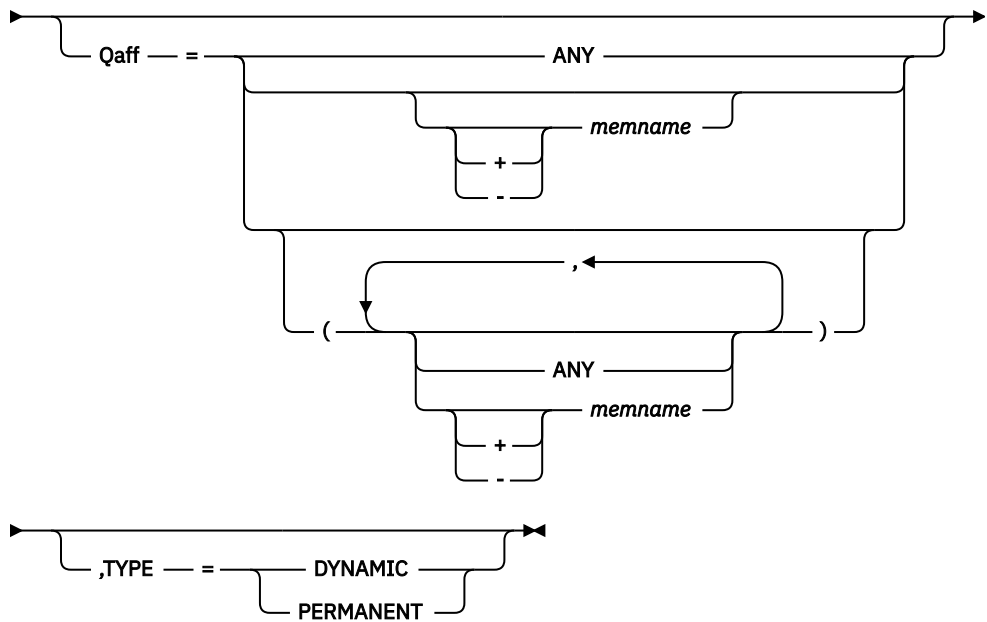 Qaff = ANY
memname
+
-
,
( )
ANY
memname
+
-
,TYPE = DYNAMIC
PERMANENT